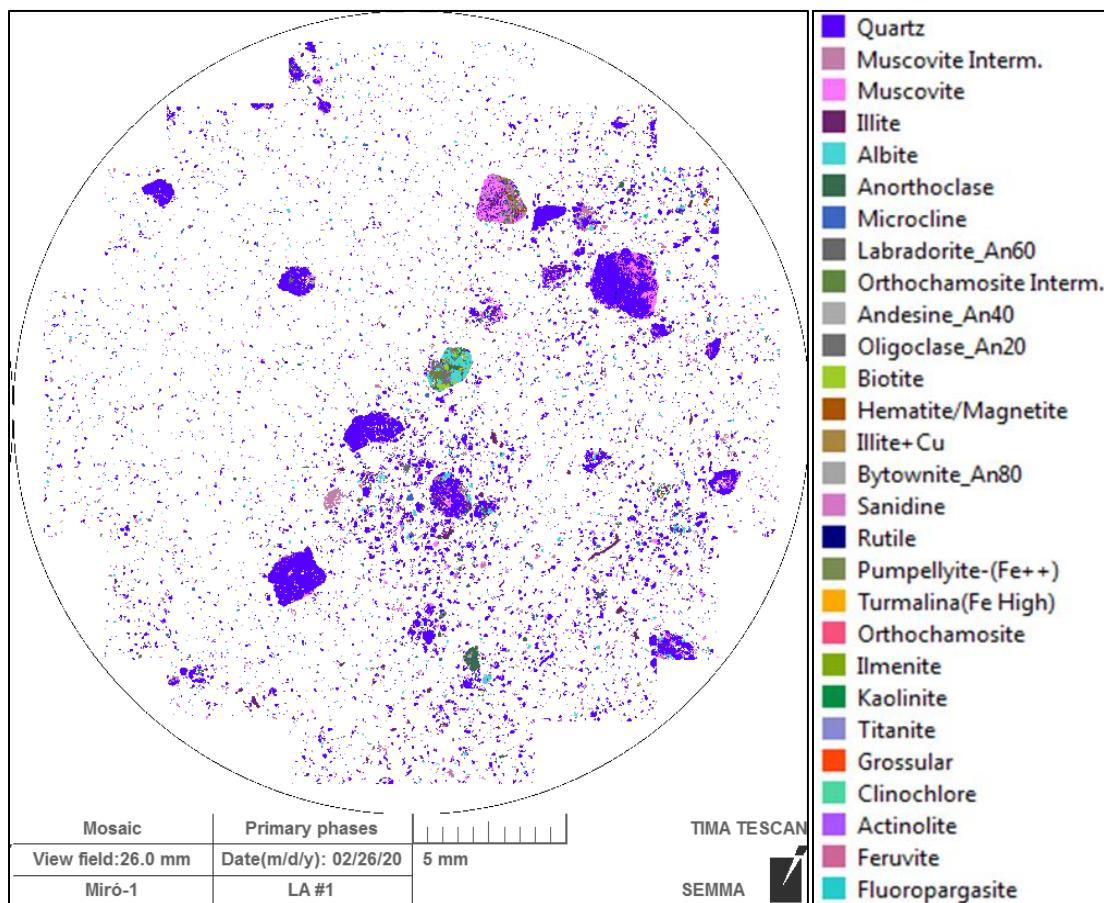 Quartz
Muscovite Interm.
Muscovite
Illite
Albite
Anorthoclase
Microcline
Labradorite_An60
Orthochamosite Interm.
Andesine_An40
Oligoclase_An20
Biotite
Hematite/Magnetite
Illite+Cu
Bytownite_An80
Sanidine
Rutile
Pumpellyite-(Fe++)
Turmalina(Fe High)
Orthochamosite
Ilmenite
Kaolinite
Titanite
Grossular
Clinochlore
Actinolite
Feruvite
Fluoropargasite
Mosaic Primary phases TIMA TESCAN
View field:26.0 mm Date(m/d/y): 02/26/20 5 mm
Miró-1 LA #1 SEMMA